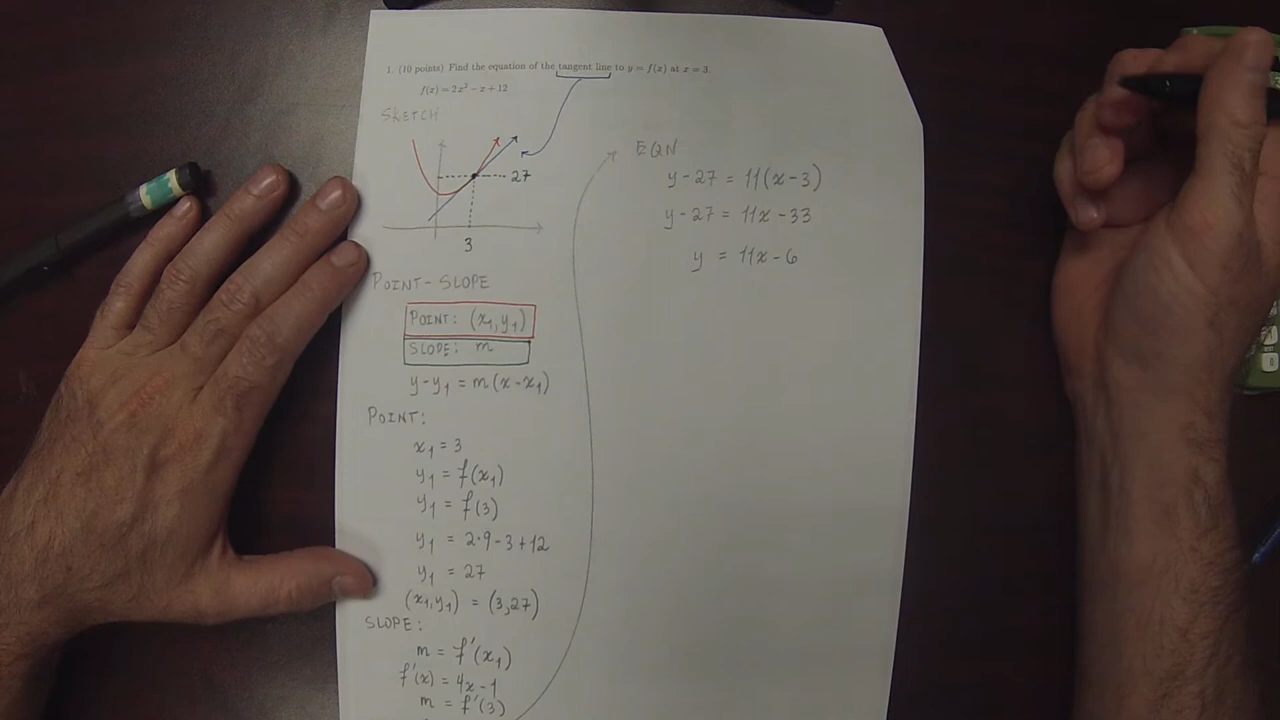 1. (10 points) Find the equation of the tangent line to y = f(x) at x = 3.
f(x) = 2x² − x + 12
SKETCH
27
3
POINT-SLOPE
POINT: (x₁, y₁)
SLOPE: m
y−y₁ = m(x−x₁)
POINT:
x₁ = 3
y₁ = f(x₁)
y₁ = f(3)
y₁ = 2·9−3+12
y₁ = 27
(x₁,y₁) = (3,27)
SLOPE:
m = f'(x₁)
f'(x) = 4x−1
m = f'(3)
EQN
y−27 = 11(x−3)
y−27 = 11x−33
y = 11x−6